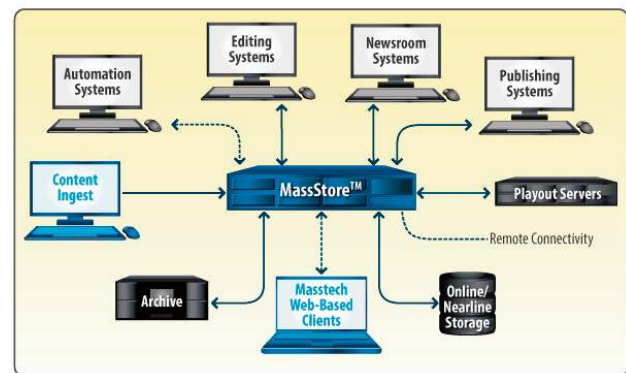 Editing
Systems
Newsroom
Systems
Automation
Systems
Publishing
Systems
Content
Ingest
MassStore™
Playout Servers
Remote Connectivity
Archive
Masstech
Web-Based
Clients
Online/
Nearline
Storage